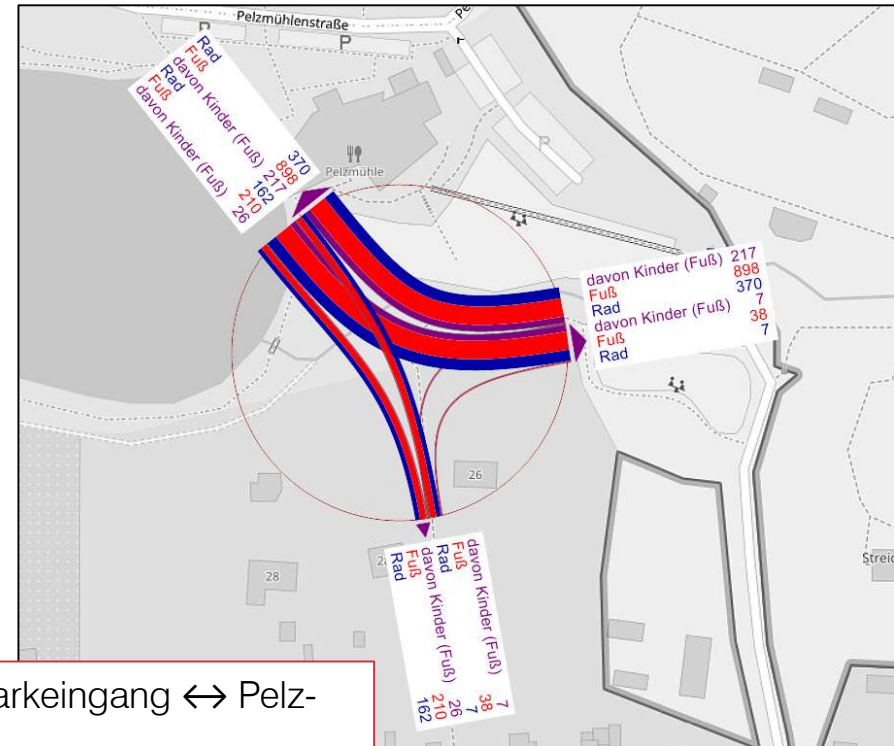 Pelzmühlenstraße
Pe
P
P
P
Pelzmühle
Rad 370
Fuß 898
davon Kinder (Fuß) 217
Rad 162
Fuß 210
davon Kinder (Fuß) 26
davon Kinder (Fuß) 217
Fuß 898
Rad 370
davon Kinder (Fuß) 7
Fuß 38
Rad 7
26
28
2
davon Kinder (Fuß) 7
Fuß 38
Rad 7
davon Kinder (Fuß) 26
Fuß 210
Rad 162
Streic
arkeingang ↔ Pelz-